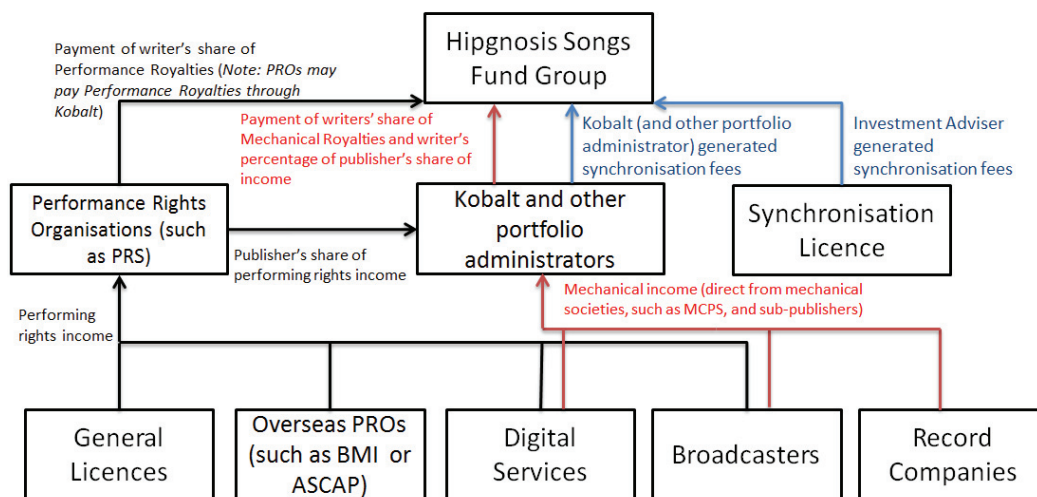 Payment of writer's share of
Performance Royalties (Note: PROs may
pay Performance Royalties through
Kobalt)
Hipgnosis Songs
Fund Group
Payment of writers' share of
Mechanical Royalties and writer's
percentage of publisher's share of
income
Kobalt (and other portfolio
administrator) generated
synchronisation fees
Investment Adviser
generated
synchronisation fees
Performance Rights
Organisations (such
as PRS)
Kobalt and other
portfolio
administrators
Synchronisation
Licence
Publisher's share of
performing rights income
Mechanical income (direct from mechanical
societies, such as MCPS, and sub-publishers)
Performing
rights income
General
Licences
Overseas PROs
(such as BMI or
ASCAP)
Digital
Services
Broadcasters
Record
Companies